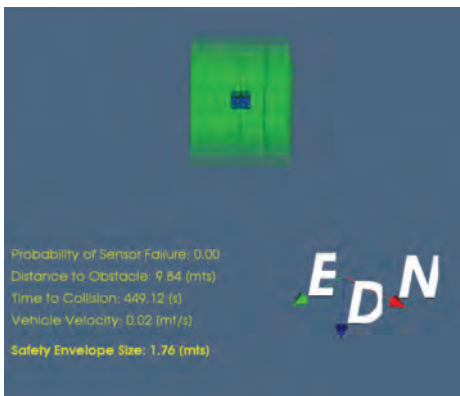 Probability of Sensor Failure: 0.00
Distance to Obstacle: 9.84 (mts)
Time to Collision: 449.12 (s)
Vehicle Velocity: 0.02 (mt/s)
Safety Envelope Size: 1.76 (mts)
E D N